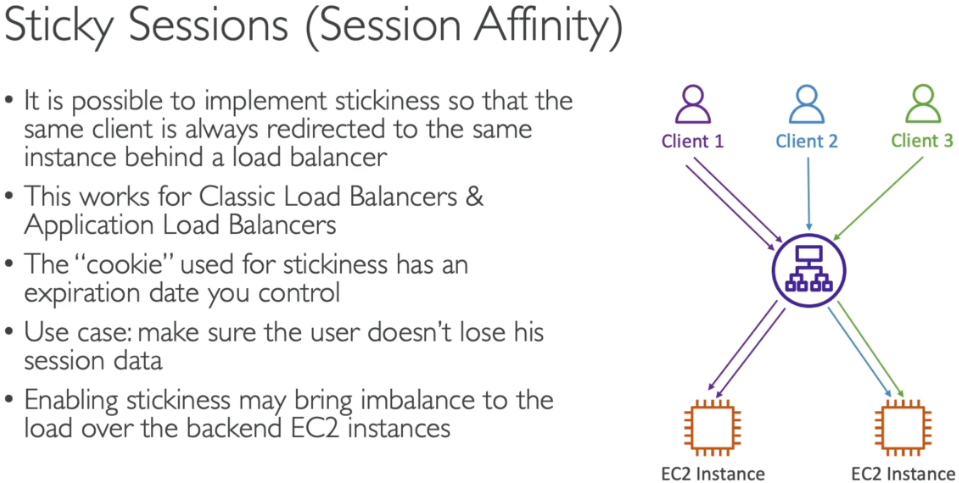 Sticky Sessions (Session Affinity)
• It is possible to implement stickiness so that the
same client is always redirected to the same
instance behind a load balancer
• This works for Classic Load Balancers &
Application Load Balancers
• The “cookie” used for stickiness has an
expiration date you control
• Use case: make sure the user doesn’t lose his
session data
• Enabling stickiness may bring imbalance to the
load over the backend EC2 instances
Client 1
Client 2
Client 3
EC2 Instance
EC2 Instance